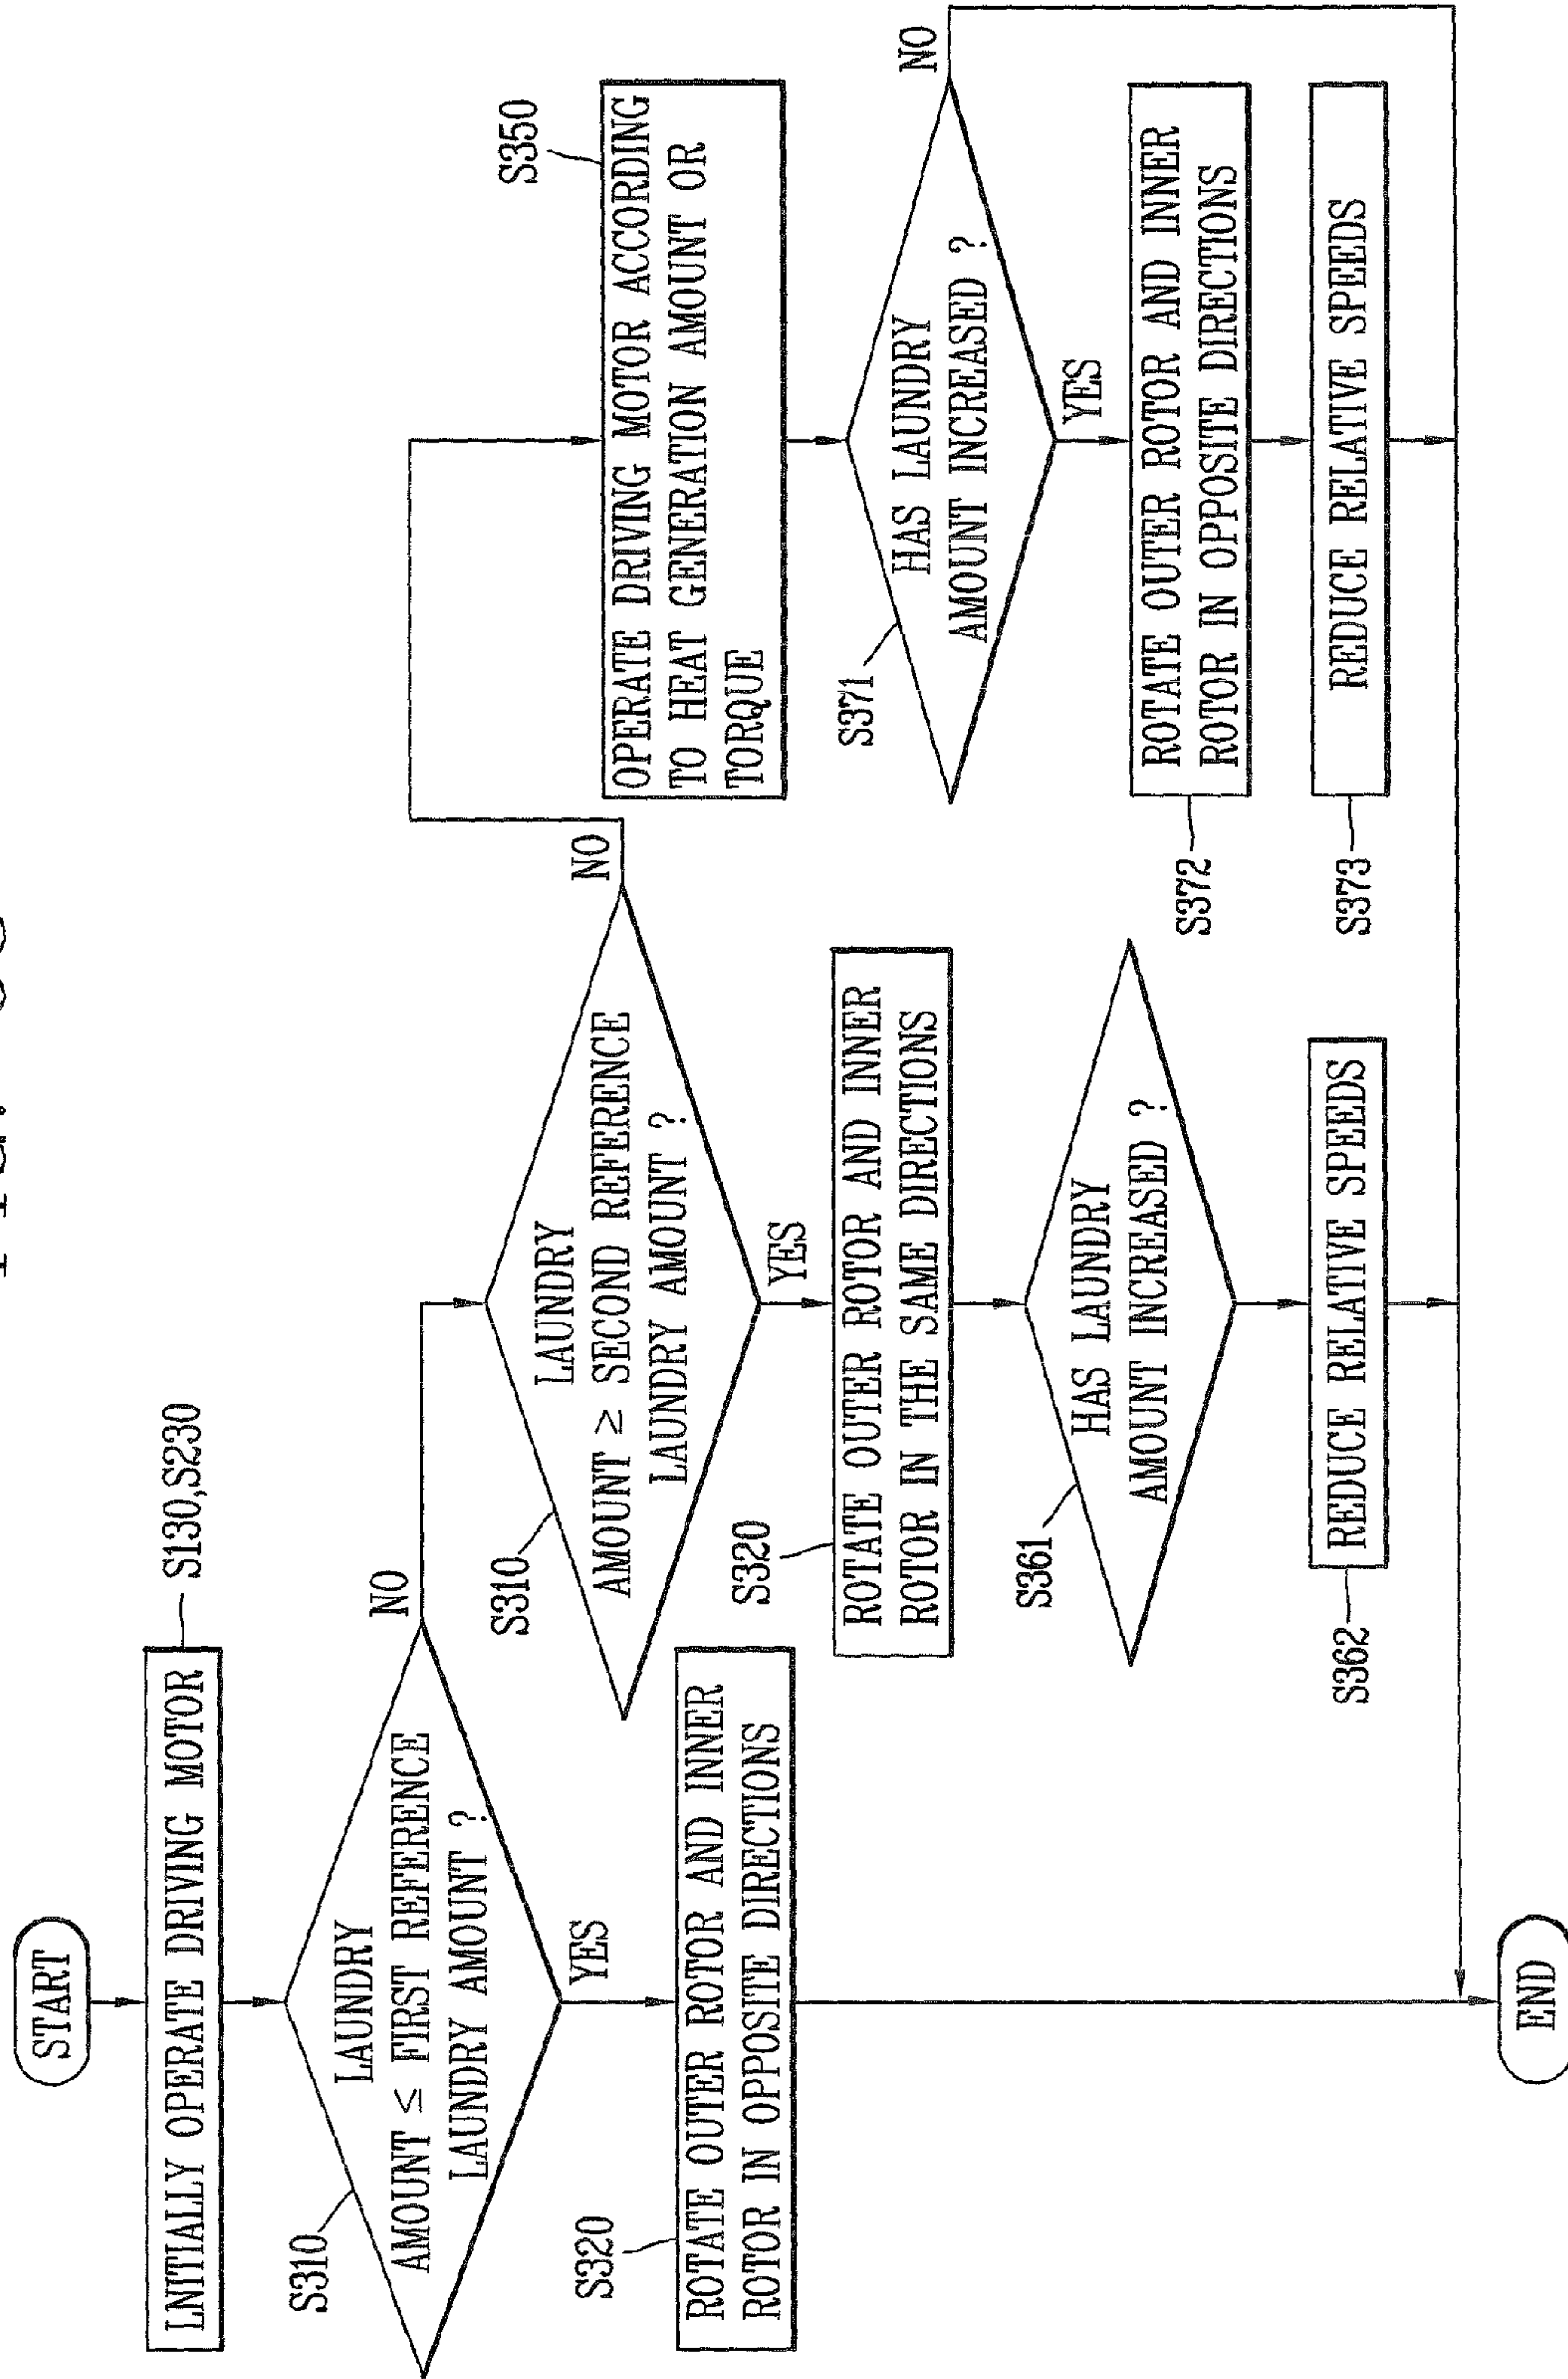 START
LNITIALLY OPERATE DRIVING MOTOR
S130,S230
S310
LAUNDRY
AMOUNT ≤ FIRST REFERENCE
LAUNDRY AMOUNT ?
NO
YES
S320
ROTATE OUTER ROTOR AND INNER
ROTOR IN OPPOSITE DIRECTIONS
S310
LAUNDRY
AMOUNT ≥ SECOND REFERENCE
LAUNDRY AMOUNT ?
NO
YES
S320
ROTATE OUTER ROTOR AND INNER
ROTOR IN THE SAME DIRECTIONS
S361
HAS LAUNDRY
AMOUNT INCREASED ?
S362
REDUCE RELATIVE SPEEDS
S350
OPERATE DRIVING MOTOR ACCORDING
TO HEAT GENERATION AMOUNT OR
TORQUE
S371
HAS LAUNDRY
AMOUNT INCREASED ?
NO
YES
S372
ROTATE OUTER ROTOR AND INNER
ROTOR IN OPPOSITE DIRECTIONS
S373
REDUCE RELATIVE SPEEDS
END